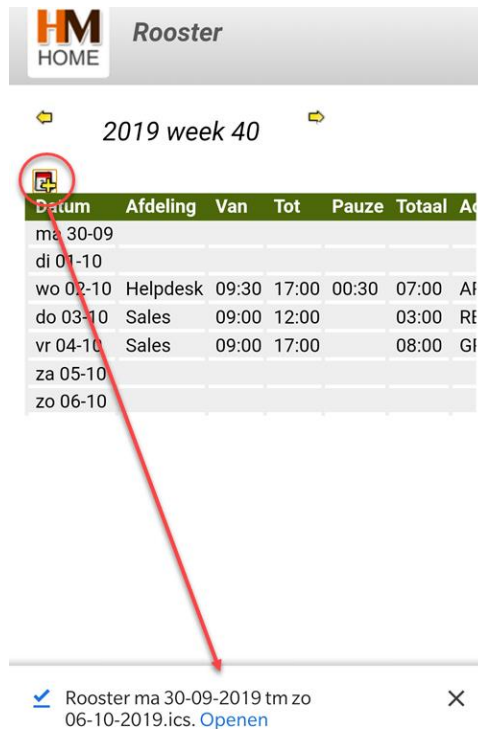 HM
HOME
Rooster
2019 week 40
Datum Afdeling Van Tot Pauze Totaal
ma 30-09
di 01-10
wo 02-10 Helpdesk 09:30 17:00 00:30 07:00
do 03-10 Sales 09:00 12:00 03:00
vr 04-10 Sales 09:00 17:00 08:00
za 05-10
zo 06-10
Rooster ma 30-09-2019 tm zo
06-10-2019.ics. Openen